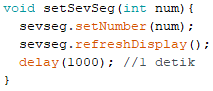 void setSevSeg(int num){
sevseg.setNumber(num);
sevseg.refreshDisplay();
delay(1000); //1 detik
}